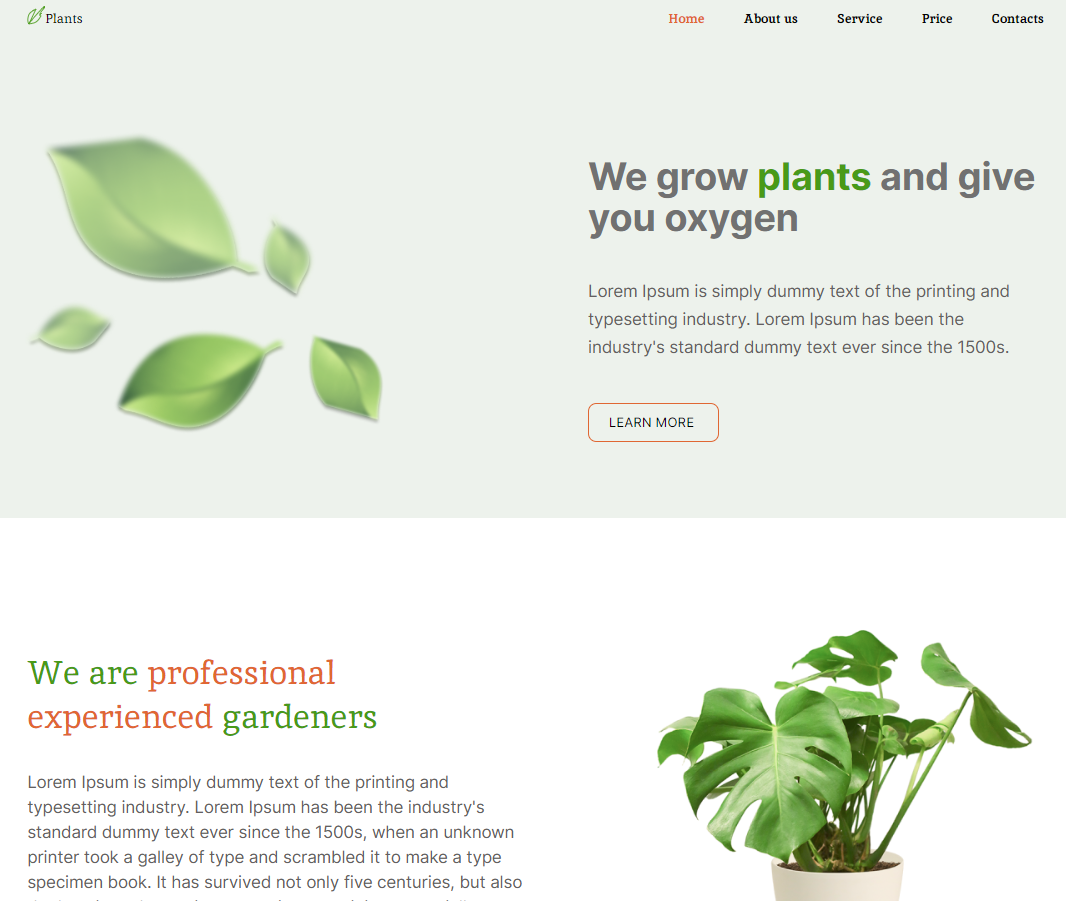 Plants
Home About us Service Price Contacts
We grow plants and give
you oxygen
Lorem Ipsum is simply dummy text of the printing and
typesetting industry. Lorem Ipsum has been the
industry's standard dummy text ever since the 1500s.
LEARN MORE
We are professional
experienced gardeners
Lorem Ipsum is simply dummy text of the printing and
typesetting industry. Lorem Ipsum has been the industry's
standard dummy text ever since the 1500s, when an unknown
printer took a galley of type and scrambled it to make a type
specimen book. It has survived not only five centuries, but also